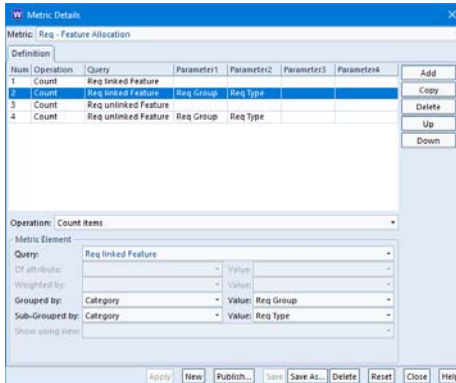 Metric Details
Metric: Req - Feature Allocation
Definition
Num Operation Query Parameter1 Parameter2 Parameter3 Parameter4
1 Count Req linked Feature
2 Count Req linked Feature Req Group Req Type
3 Count Req unlinked Feature
4 Count Req unlinked Feature Req Group Req Type
Add
Copy
Delete
Up
Down
Operation: Count items
Metric Element
Query: Req linked Feature
Of attribute: Value:
Weighted by: Value:
Grouped by: Category Value: Req Group
Sub-Grouped by: Category Value: Req Type
Show using view:
Apply New Publish... Save Save As... Delete Reset Close Help